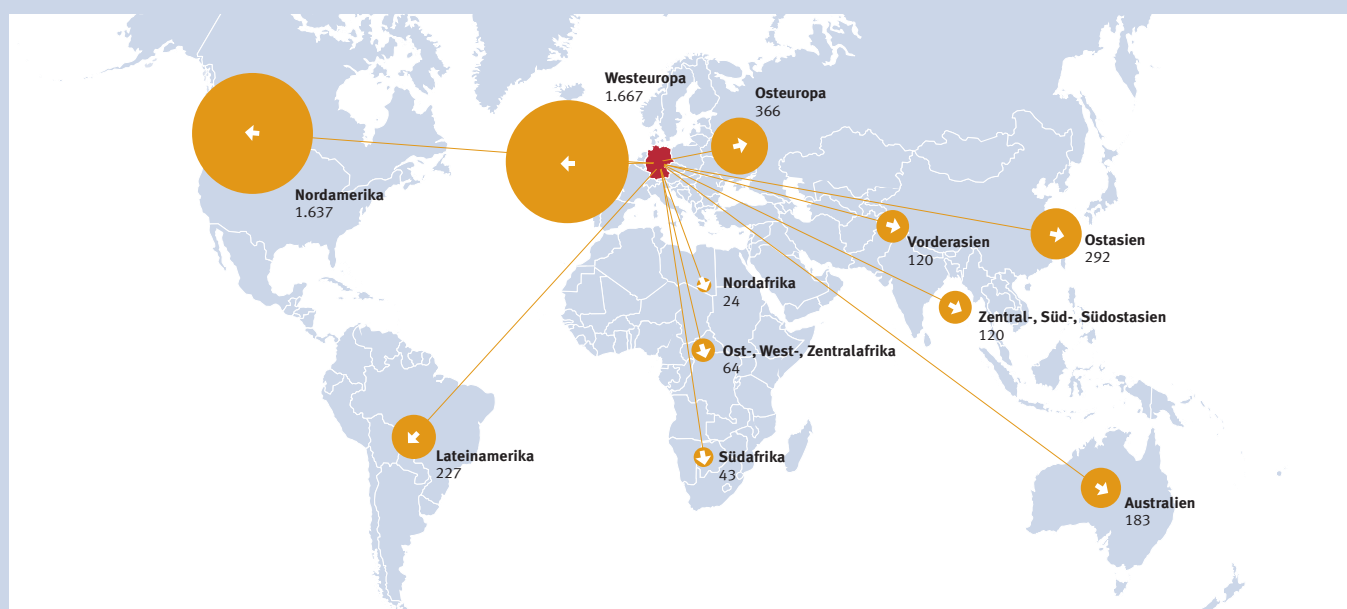 Westeuropa
1.667
Osteuropa
366
Nordamerika
1.637
Vorderasien
120
Ostasien
292
Nordafrika
24
Zentral-, Süd-, Südostasien
120
Ost-, West-, Zentralafrika
64
Lateinamerika
227
Südafrika
43
Australien
183